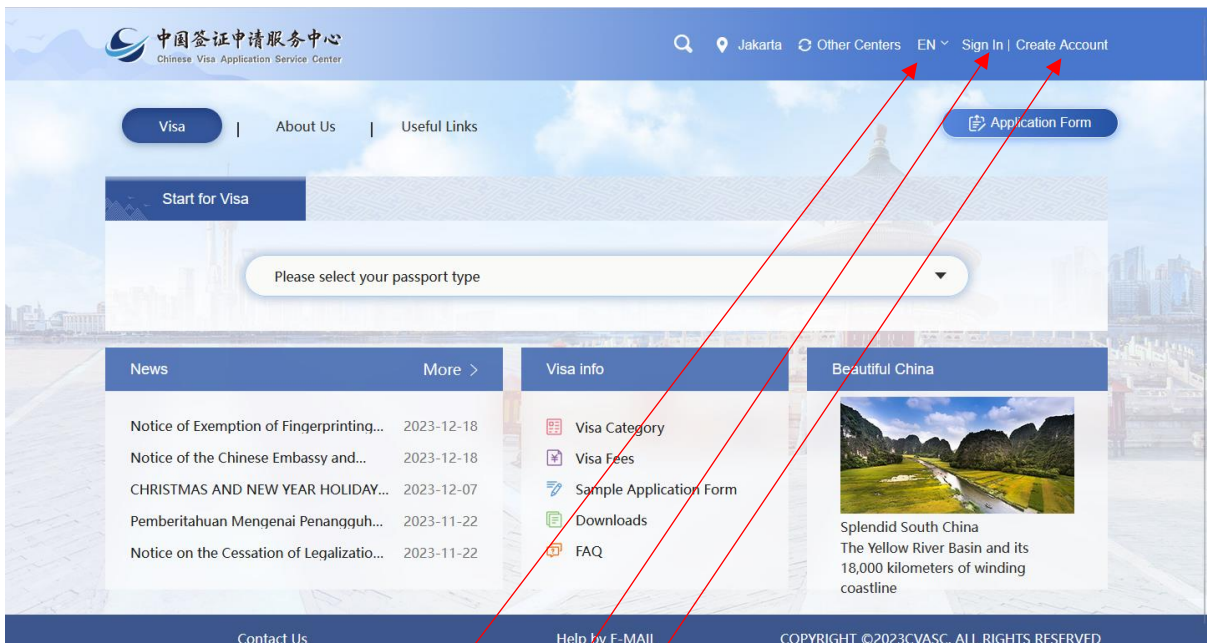 中国签证申请服务中心
Chinese Visa Application Service Center
Jakarta Other Centers EN Sign In | Create Account
Visa | About Us | Useful Links
Application Form
Start for Visa
Please select your passport type
News More >
Notice of Exemption of Fingerprinting... 2023-12-18
Notice of the Chinese Embassy and... 2023-12-18
CHRISTMAS AND NEW YEAR HOLIDAY... 2023-12-07
Pemberitahuan Mengenai Penangguh... 2023-11-22
Notice on the Cessation of Legalizatio... 2023-11-22
Visa info
Visa Category
Visa Fees
Sample Application Form
Downloads
FAQ
Beautiful China
Splendid South China
The Yellow River Basin and its
18,000 kilometers of winding
coastline
Contact Us Help by E-MAIL COPYRIGHT ©2023CVASC. ALL RIGHTS RESERVED